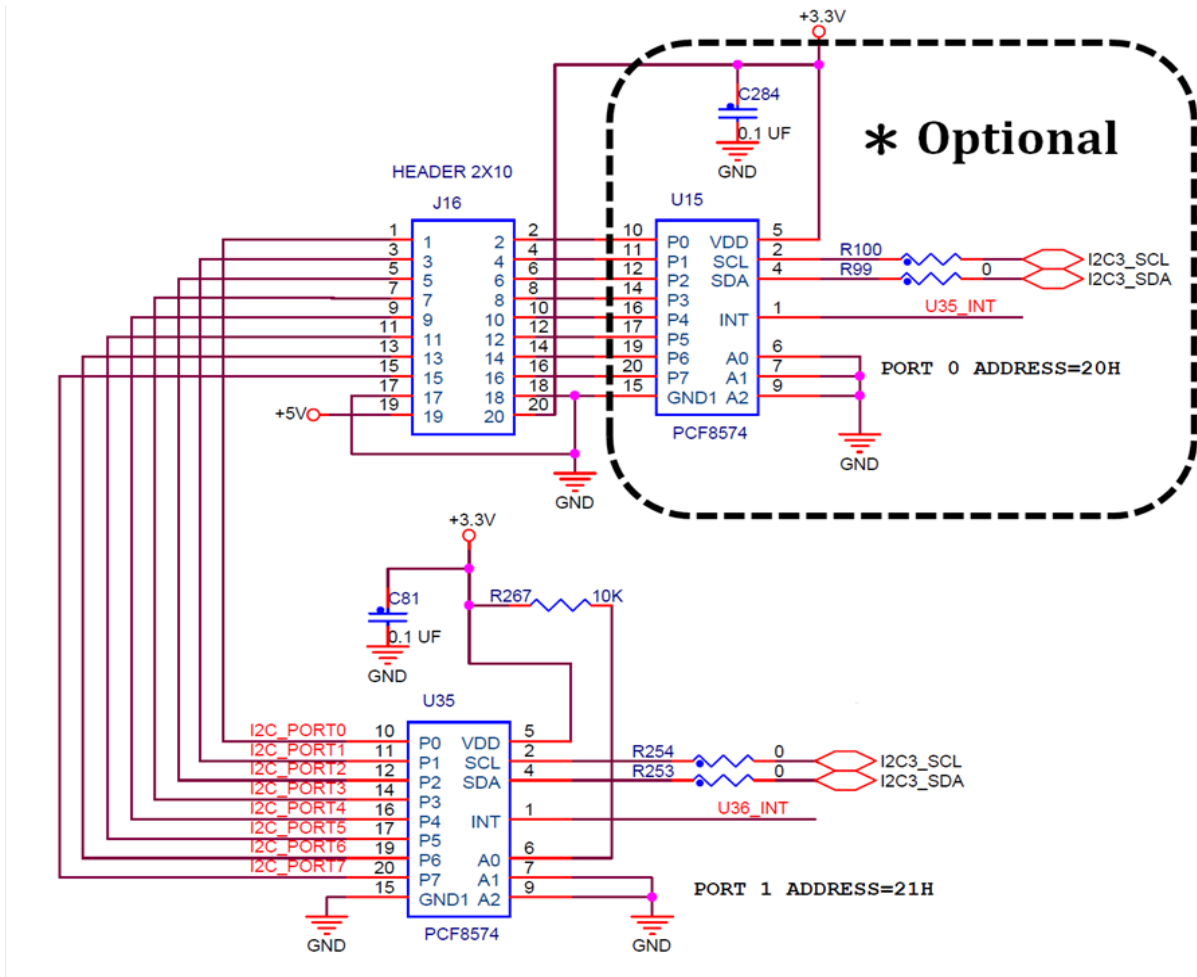 +3.3V
C284
0.1 UF
GND
* Optional
HEADER 2X10
J16
1 1 2 2
3 3 4 4
5 5 6 6
7 7 8 8
9 9 10 10
11 11 12 12
13 13 14 14
15 15 16 16
17 17 18 18
19 19 20 20
+5V
GND
U15
10 P0 VDD 5
11 P1 SCL 2
12 P2 SDA 4
14 P3
16 P4 INT 1
17 P5
19 P6 A0 6
20 P7 A1 7
15 GND1 A2 9
PCF8574
R100 I2C3_SCL
R99 0 I2C3_SDA
U35_INT
PORT 0 ADDRESS=20H
GND
+3.3V
C81
0.1 UF
GND
R267 10K
U35
I2C_PORT0 10 P0 VDD 5
I2C_PORT1 11 P1 SCL 2
I2C_PORT2 12 P2 SDA 4
I2C_PORT3 14 P3
I2C_PORT4 16 P4 INT 1
I2C_PORT5 17 P5
I2C_PORT6 19 P6 A0 6
I2C_PORT7 20 P7 A1 7
15 GND1 A2 9
PCF8574
GND
R254 0 I2C3_SCL
R253 0 I2C3_SDA
U36_INT
PORT 1 ADDRESS=21H
GND